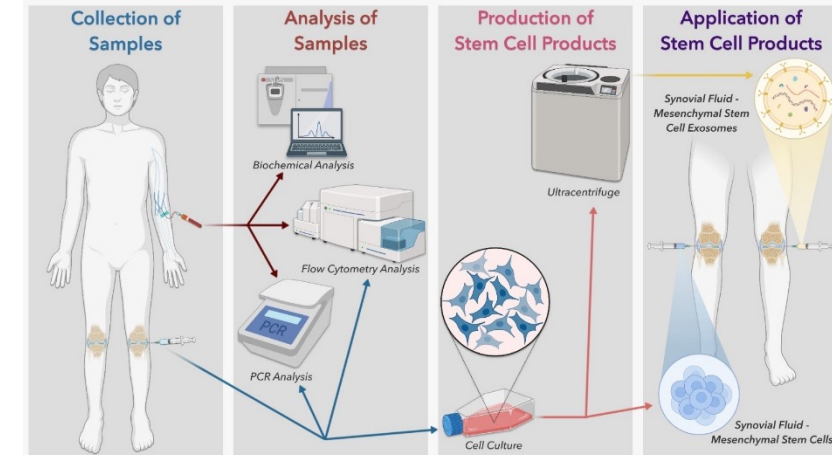 Collection of
Samples
Analysis of
Samples
Production of
Stem Cell Products
Application of
Stem Cell Products
Biochemical Analysis
Flow Cytometry Analysis
PCR
PCR Analysis
Ultracentrifuge
Cell Culture
Synovial Fluid -
Mesenchymal Stem
Cell Exosomes
Synovial Fluid -
Mesenchymal Stem Cells